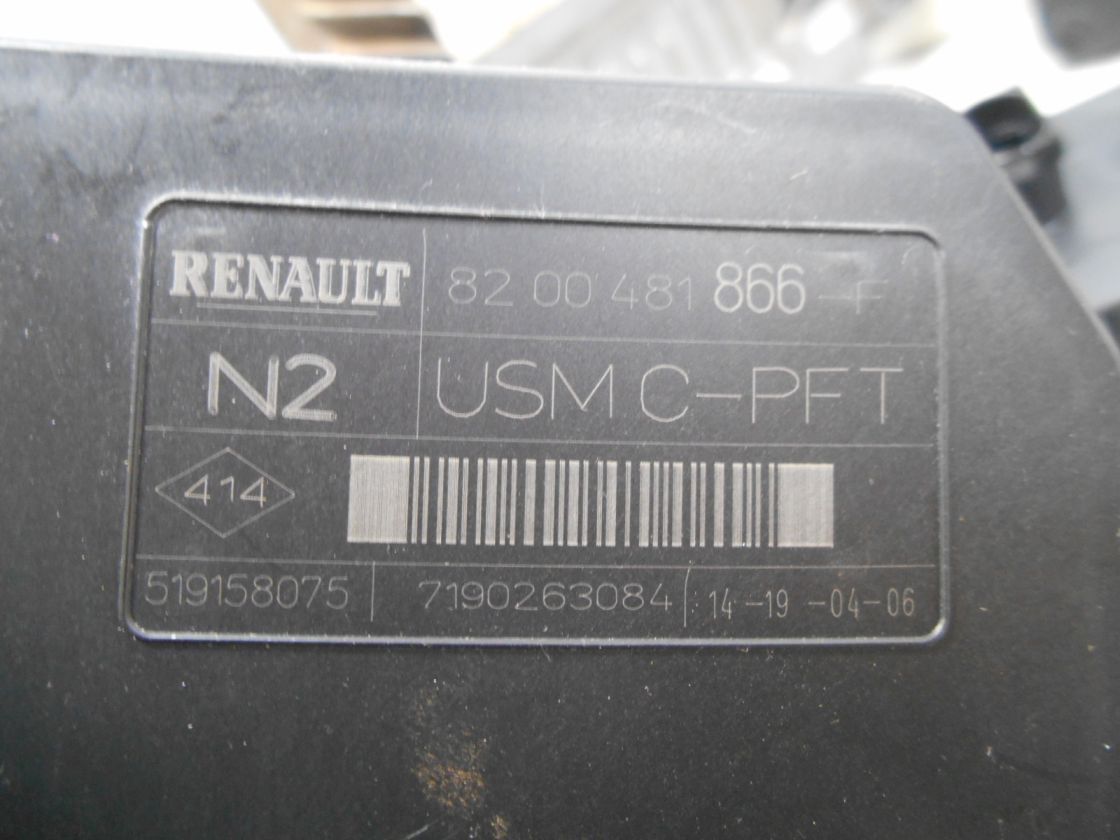 RENAULT 82 00 481 866 -F
N2 USM C-PFT
414
519158075 7190263084 14-19 -04-06